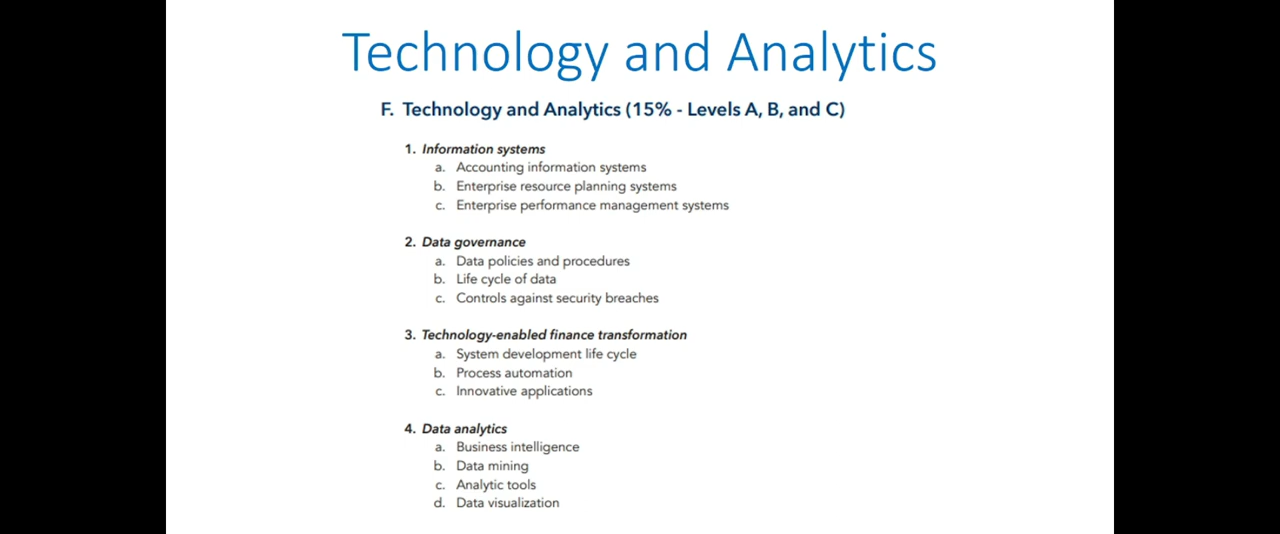 Technology and Analytics
F. Technology and Analytics (15% - Levels A, B, and C)
1. Information systems
a. Accounting information systems
b. Enterprise resource planning systems
c. Enterprise performance management systems
2. Data governance
a. Data policies and procedures
b. Life cycle of data
c. Controls against security breaches
3. Technology-enabled finance transformation
a. System development life cycle
b. Process automation
c. Innovative applications
4. Data analytics
a. Business intelligence
b. Data mining
c. Analytic tools
d. Data visualization